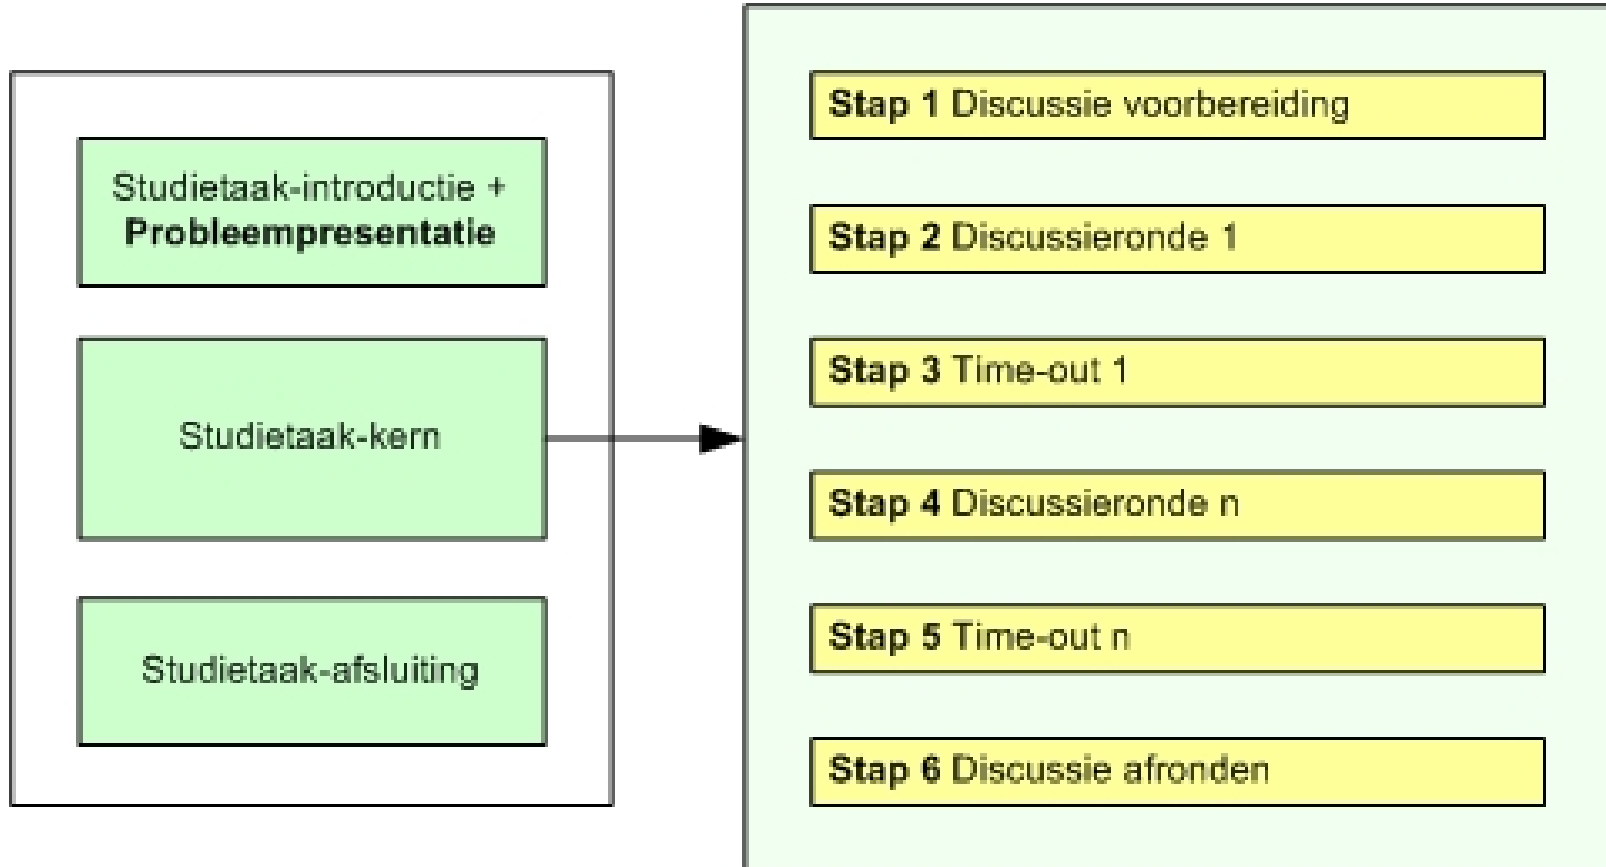 Studietaak-introductie +
Probleempresentatie
Studietaak-kern
Studietaak-afsluiting
Stap 1 Discussie voorbereiding
Stap 2 Discussieronde 1
Stap 3 Time-out 1
Stap 4 Discussieronde n
Stap 5 Time-out n
Stap 6 Discussie afronden